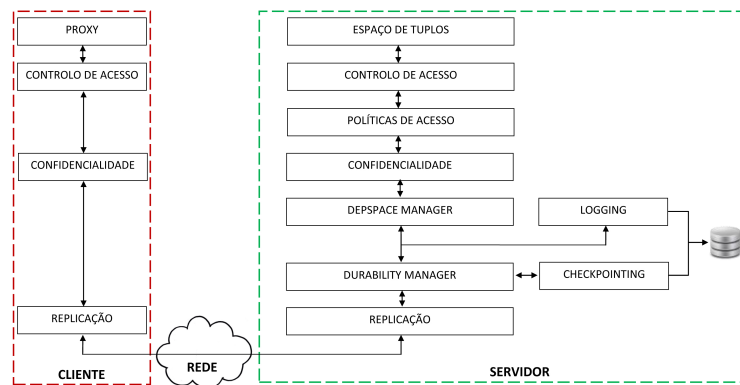 PROXY
CONTROLO DE ACESSO
CONFIDENCIALIDADE
REPLICAÇÃO
CLIENTE
REDE
ESPAÇO DE TUPLOS
CONTROLO DE ACESSO
POLÍTICAS DE ACESSO
CONFIDENCIALIDADE
DEPSPACE MANAGER
LOGGING
DURABILITY MANAGER
CHECKPOINTING
REPLICAÇÃO
SERVIDOR